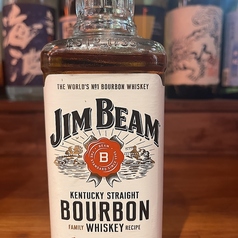 THE WORLD'S No1 BOURBON WHISKEY
JIM BEAM
B
KENTUCKY STRAIGHT
BOURBON
FAMILY WHISKEY RECIPE